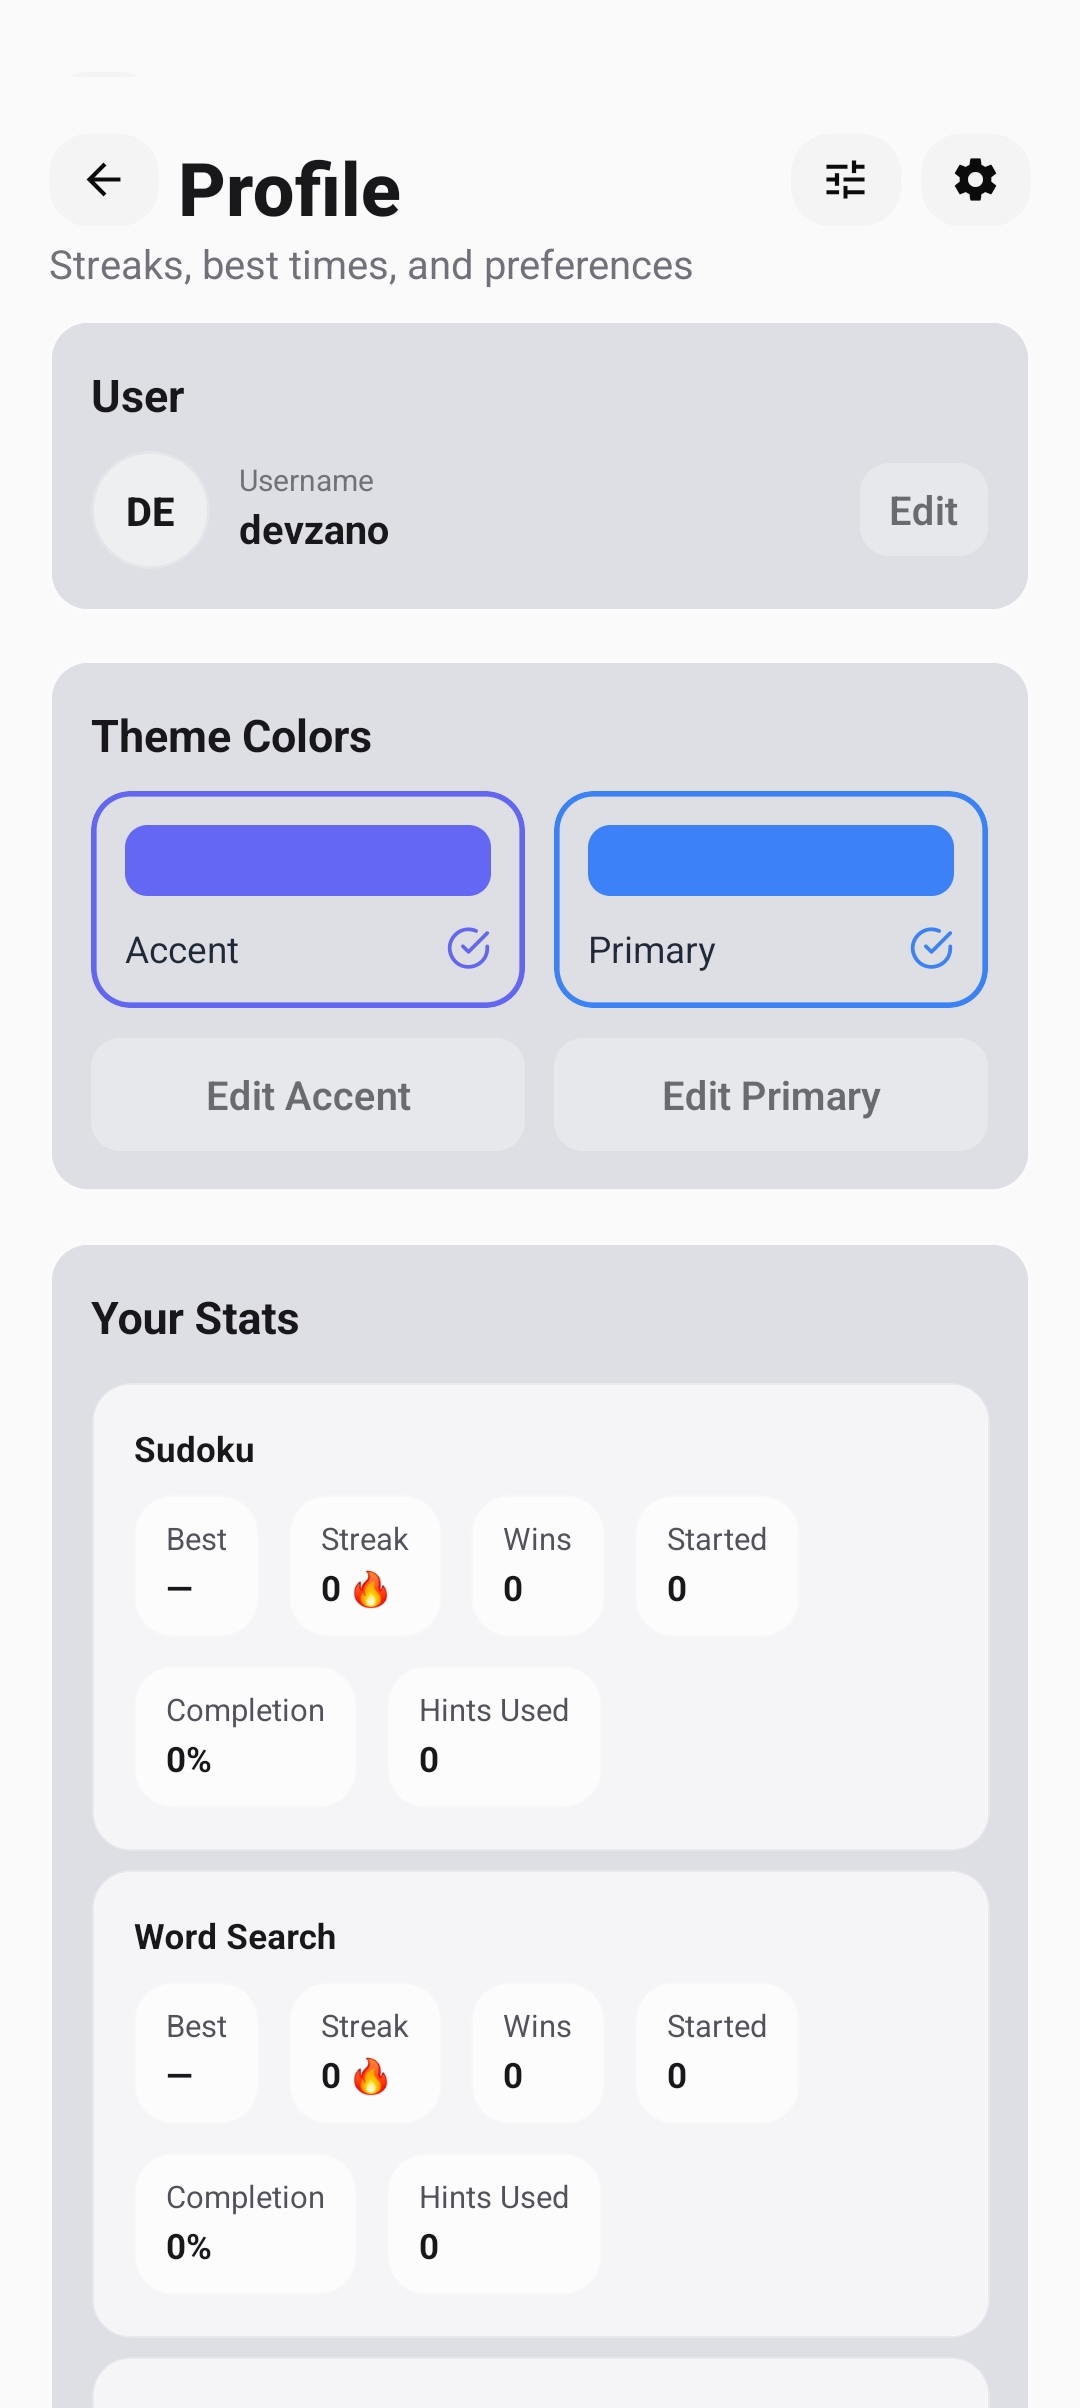 Profile
Streaks, best times, and preferences
User
DE
Username
devzano
Edit
Theme Colors
Accent
Primary
Edit Accent
Edit Primary
Your Stats
Sudoku
Best
Streak
Wins
Started
—
0 🔥
0
0
Completion
Hints Used
0%
0
Word Search
Best
Streak
Wins
Started
—
0 🔥
0
0
Completion
Hints Used
0%
0